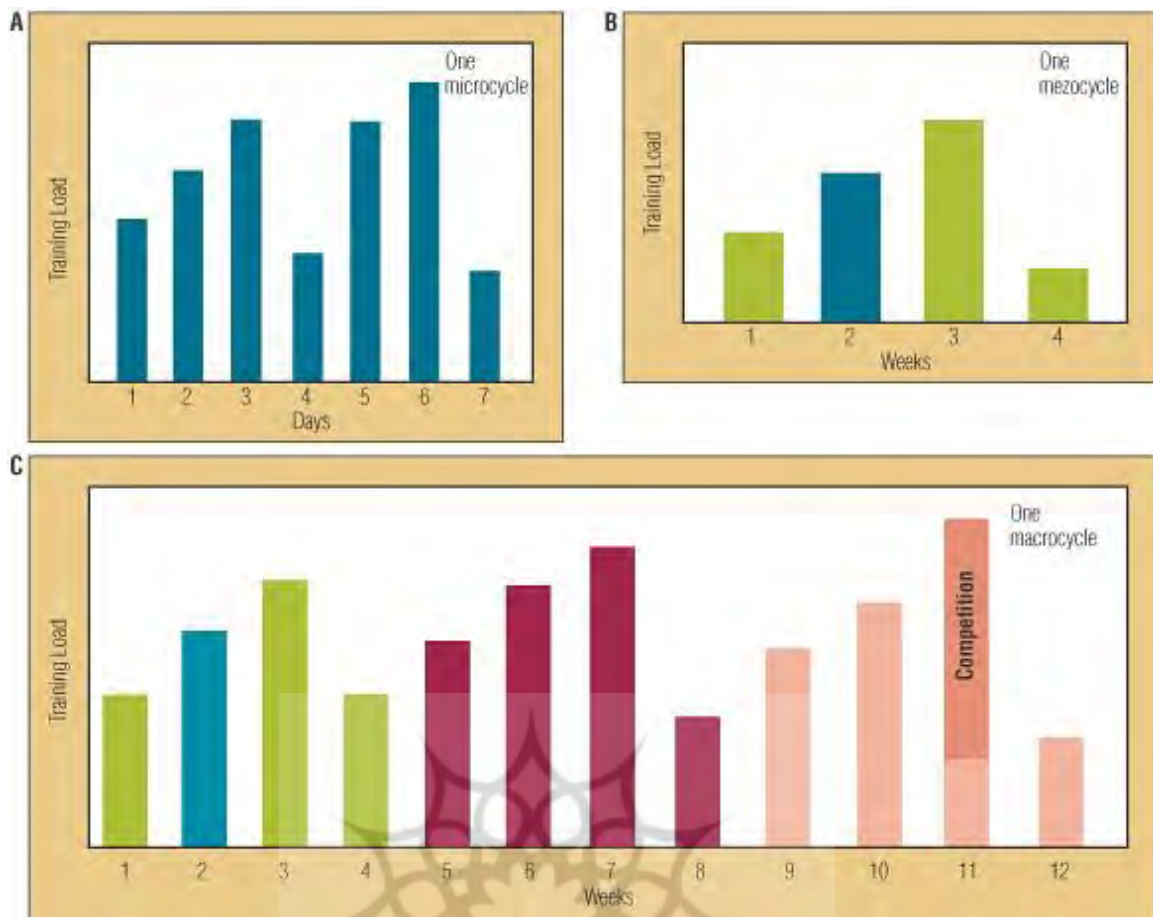 A
One
microcycle
Training Load
1 2 3 4 5 6 7
Days
B
One
mezocycle
Training Load
1 2 3 4
Weeks
C
One
macrocycle
Training Load
Competition
1 2 3 4 5 6 7 8 9 10 11 12
Weeks